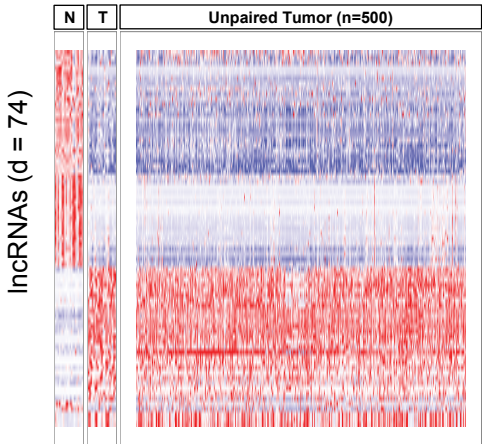 N T Unpaired Tumor (n=500)
lncRNAs (d = 74)